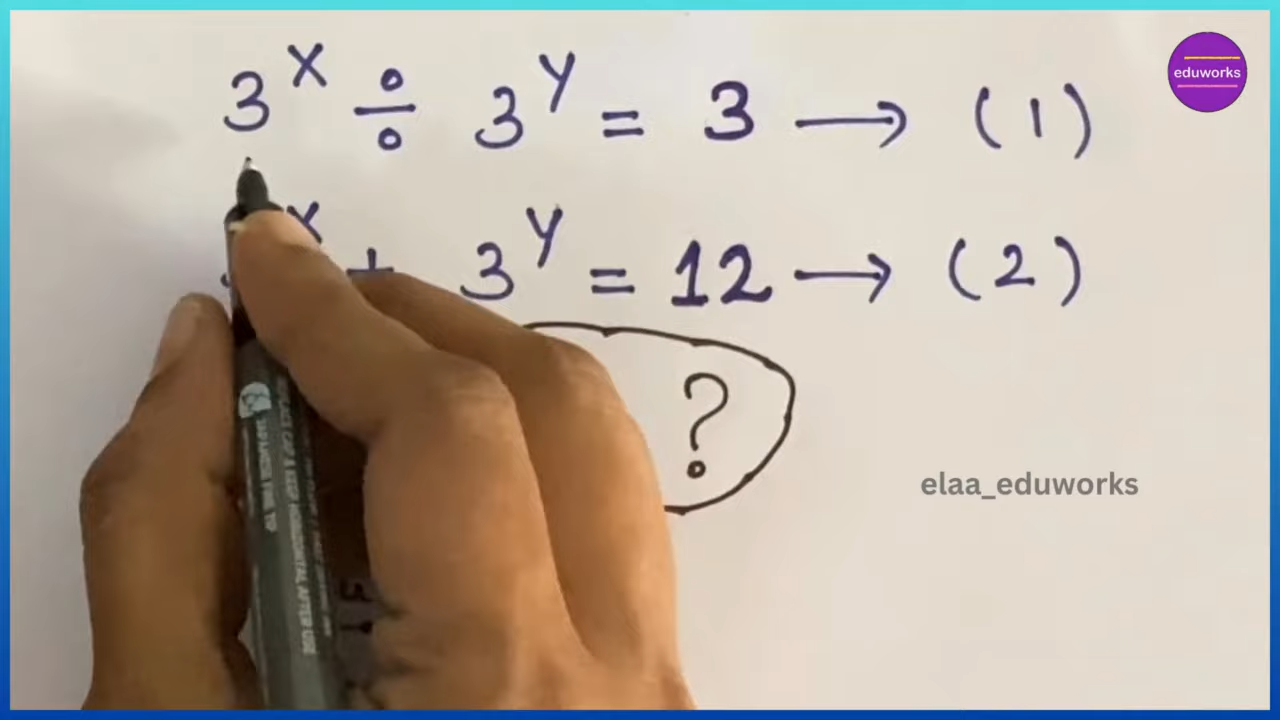 3^x ÷ 3^y = 3 → (1)
eduworks
x + 3^y = 12 → (2)
?
elaa_eduworks